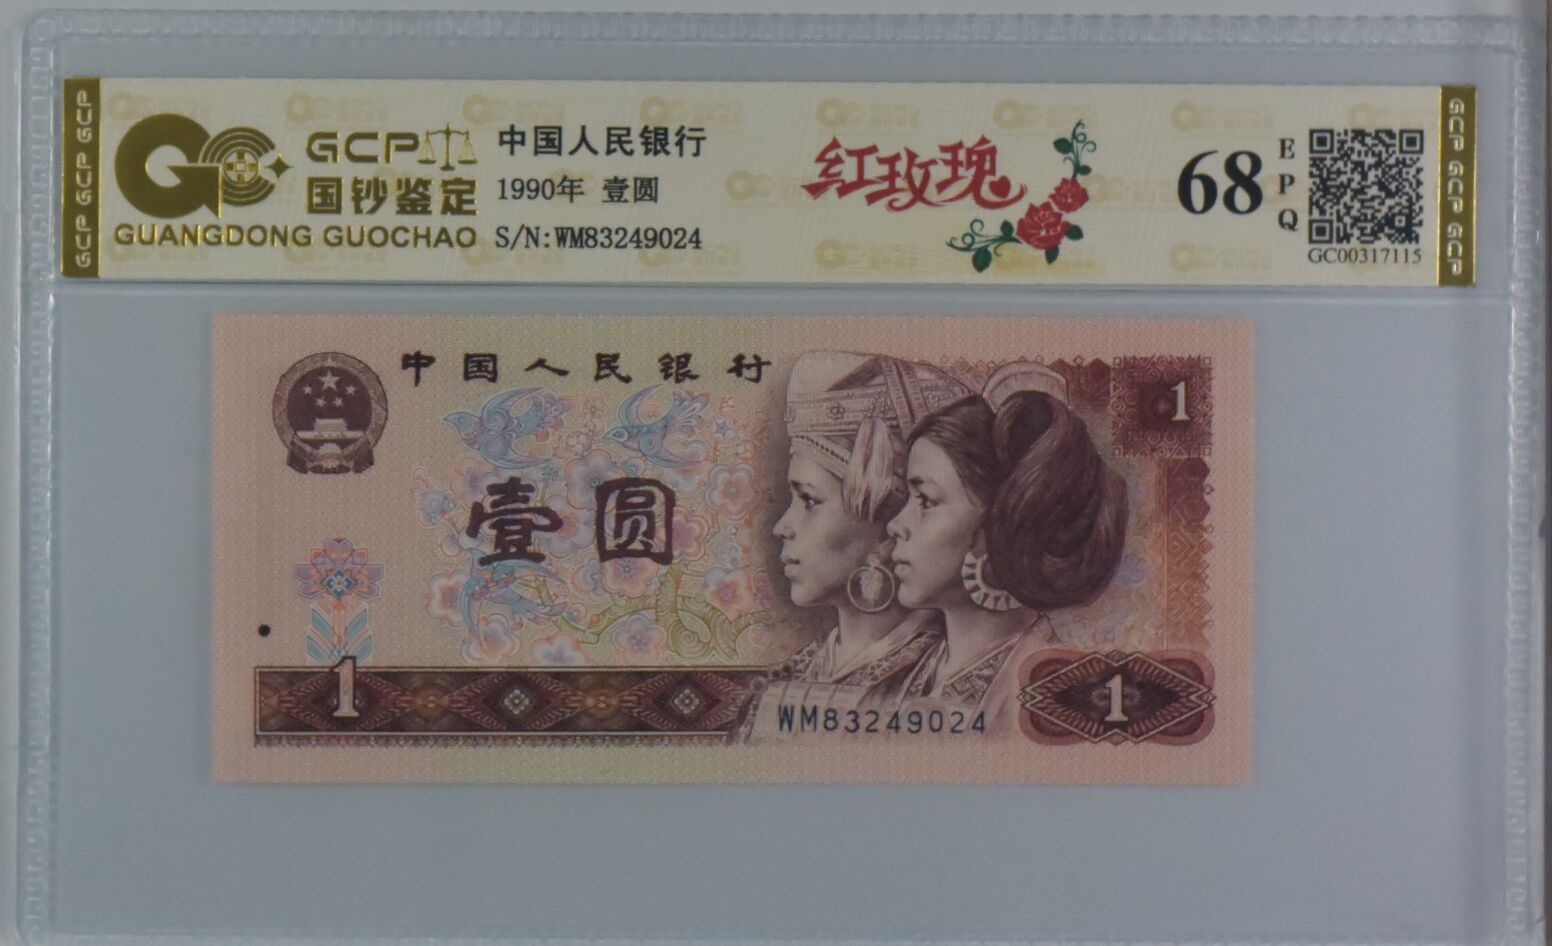 GCP GCP GCP
GCP
国钞鉴定
GUANGDONG GUOCHAO
中国人民银行
1990年 壹圆
S/N:WM83249024
红玫瑰
68
EPQ
GC00317115
GCP GCP GCP
中国人民银行
1
壹圆
1
WM83249024
1